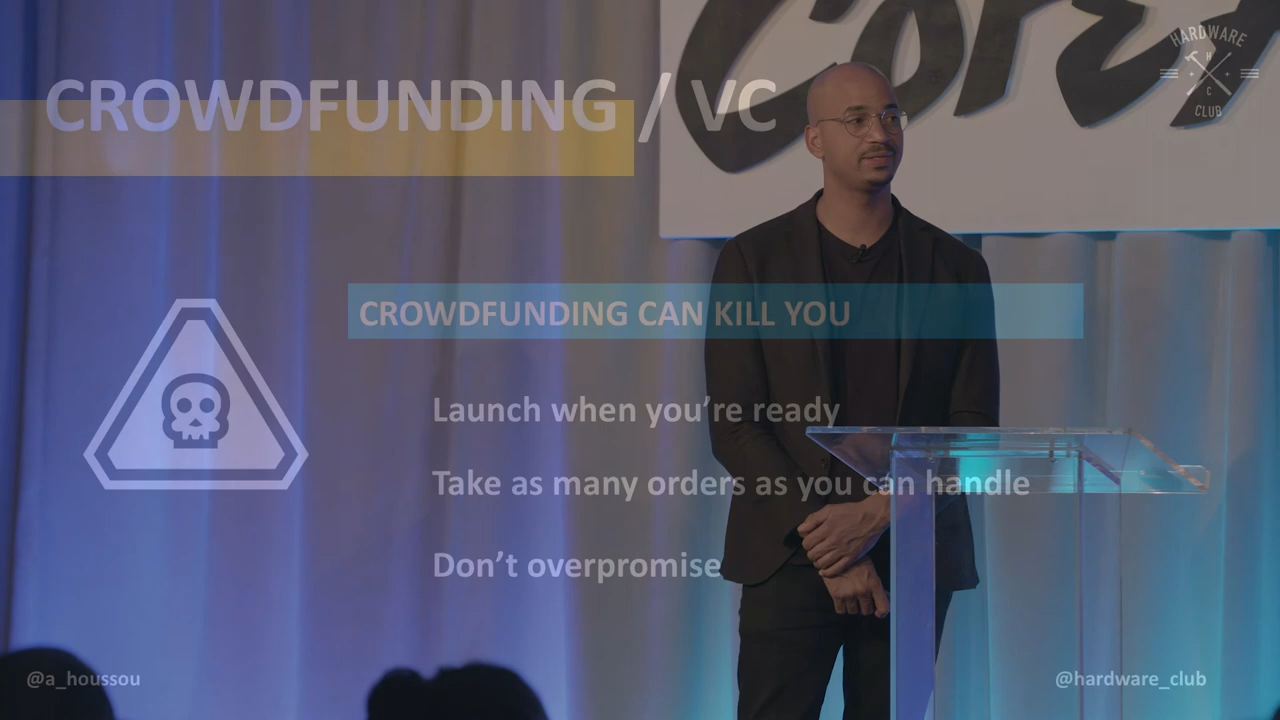 CROWDFUNDING / VC
HARDWARE
H
C
CLUB
CROWDFUNDING CAN KILL YOU
Launch when you’re ready
Take as many orders as you can handle
Don’t overpromise
@a_houssou
@hardware_club